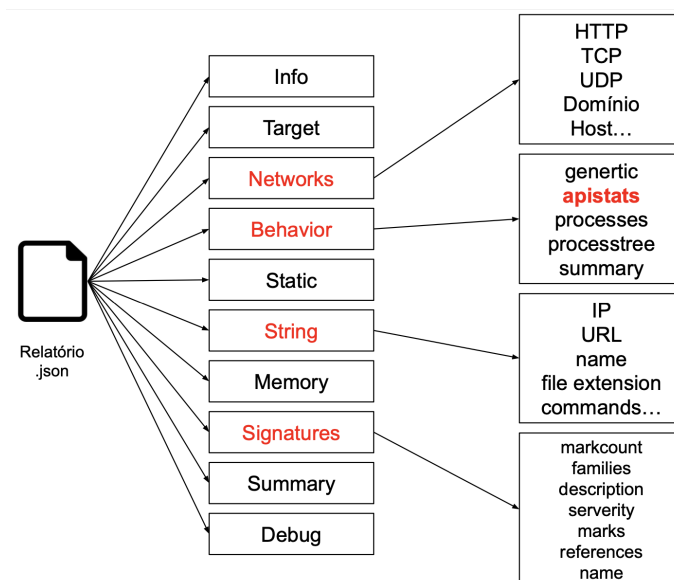 Relatório
.json
Info
Target
Networks
Behavior
Static
String
Memory
Signatures
Summary
Debug
HTTP
TCP
UDP
Domínio
Host…
genertic
apistats
processes
processtree
summary
IP
URL
name
file extension
commands…
markcount
families
description
serverity
marks
references
name